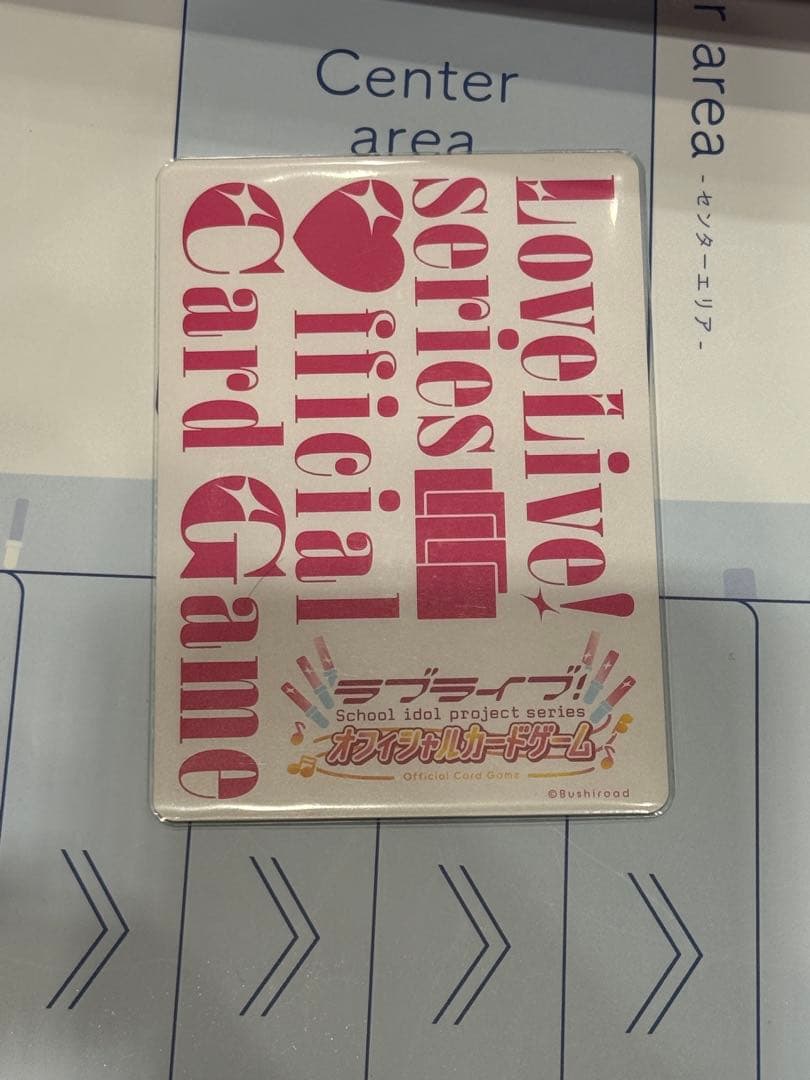 Center
area
r area
- センターエリア -
LoveLive!
series
♥fficial
Card Game
ラブライブ!
School idol project series
オフィシャルカードゲーム
Official Card Game
©Bushiroad